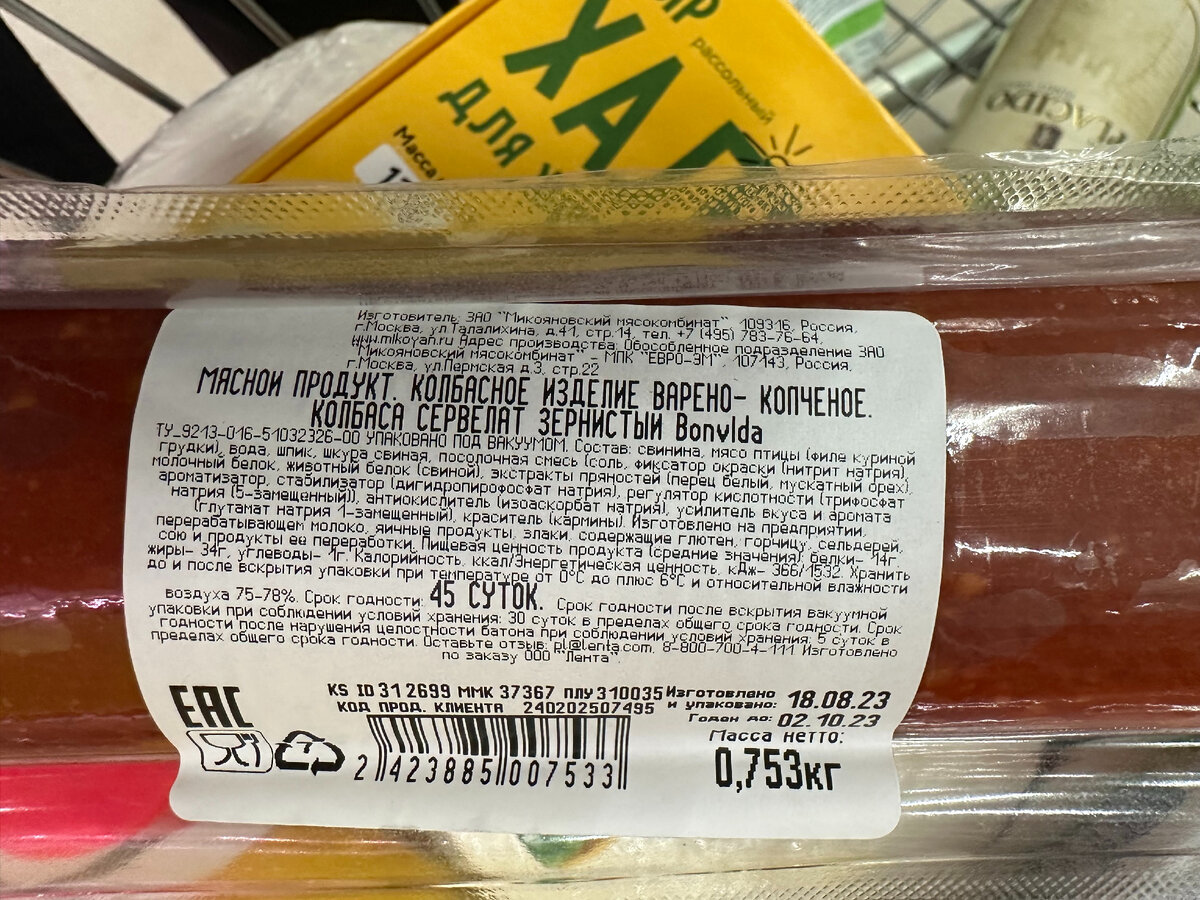 ХА
для
рассольный
Масса
PLACIDO
Изготовитель: ЗАО "Микояновский мясокомбинат", 109316, Россия,
г.Москва, ул.Талалихина, д.41, стр.14, тел. +7 (495) 783-76-64,
www.mikoyan.ru Адрес производства: Обособленное подразделение ЗАО
"Микояновский мясокомбинат" - МПК "ЕВРО-ЭМ", 107143, Россия,
г.Москва, ул.Пермская д.3, стр.22
МЯСНОЙ ПРОДУКТ. КОЛБАСНОЕ ИЗДЕЛИЕ ВАРЕНО- КОПЧЕНОЕ.
КОЛБАСА СЕРВЕЛАТ ЗЕРНИСТЫЙ Bonvida
ТУ_9213-016-51032326-00 УПАКОВАНО ПОД ВАКУУМОМ. Состав: свинина, мясо птицы (филе куриной
грудки), вода, шпик, шкура свиная, посолочная смесь (соль, фиксатор окраски (нитрит натрия),
молочный белок, животный белок (свиной), экстракты пряностей (перец белый, мускатный орех),
ароматизатор, стабилизатор (дигидропирофосфат натрия), регулятор кислотности (трифосфат
натрия (5-замещенный)), антиокислитель (изоаскорбат натрия), усилитель вкуса и аромата
(глутамат натрия 1-замещенный), краситель (кармины). Изготовлено на предприятии,
перерабатывающем молоко, яичные продукты, злаки, содержащие глютен, горчицу, сельдерей,
сою и продукты ее переработки. Пищевая ценность продукта (средние значения): белки- 14г,
жиры- 34г, углеводы- 1г. Калорийность, ккал/Энергетическая ценность, кДж- 366/1532. Хранить
до и после вскрытия упаковки при температуре от 0°С до плюс 6°С и относительной влажности
воздуха 75-78%. Срок годности: 45 СУТОК. Срок годности после вскрытия вакуумной
упаковки при соблюдении условий хранения: 30 суток в пределах общего срока годности. Срок
годности после нарушения целостности батона при соблюдении условий хранения: 5 суток в
пределах общего срока годности. Оставьте отзыв: pl@lenta.com, 8-800-700-4-111 Изготовлено
по заказу ООО "Лента".
KS ID 312699 ММК 37367 ПЛУ 310035
КОД ПРОД. КЛИЕНТА 240202507495
Изготовлено
и упаковано: 18.08.23
Годен до: 02.10.23
Масса нетто:
0,753кг
ЕАС
7
2 423885 007533